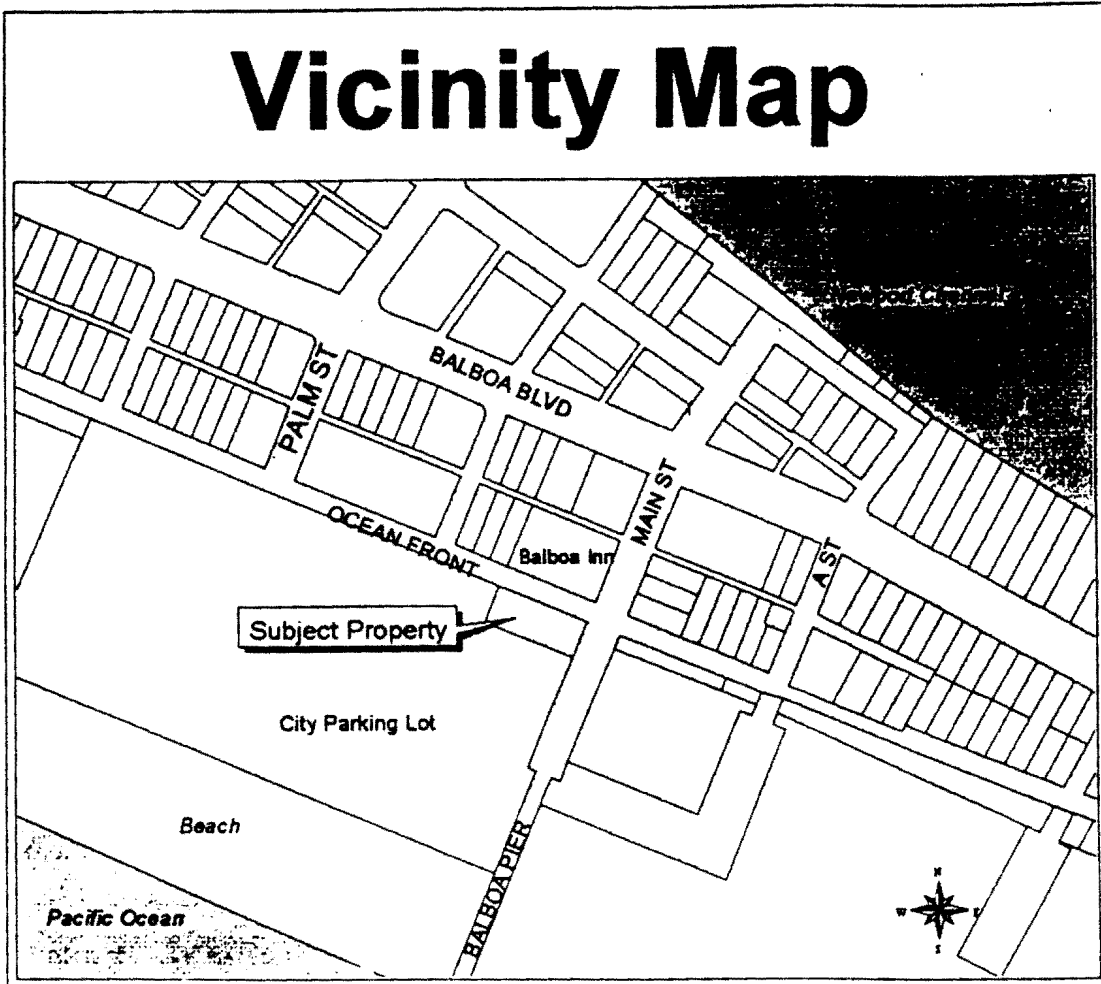 Vicinity Map
BALBOA BLVD
PALM ST
MAIN ST
A ST
OCEAN FRONT
Balboa Inn
Subject Property
City Parking Lot
Beach
BALBOA PIER
Pacific Ocean
N
W E
S